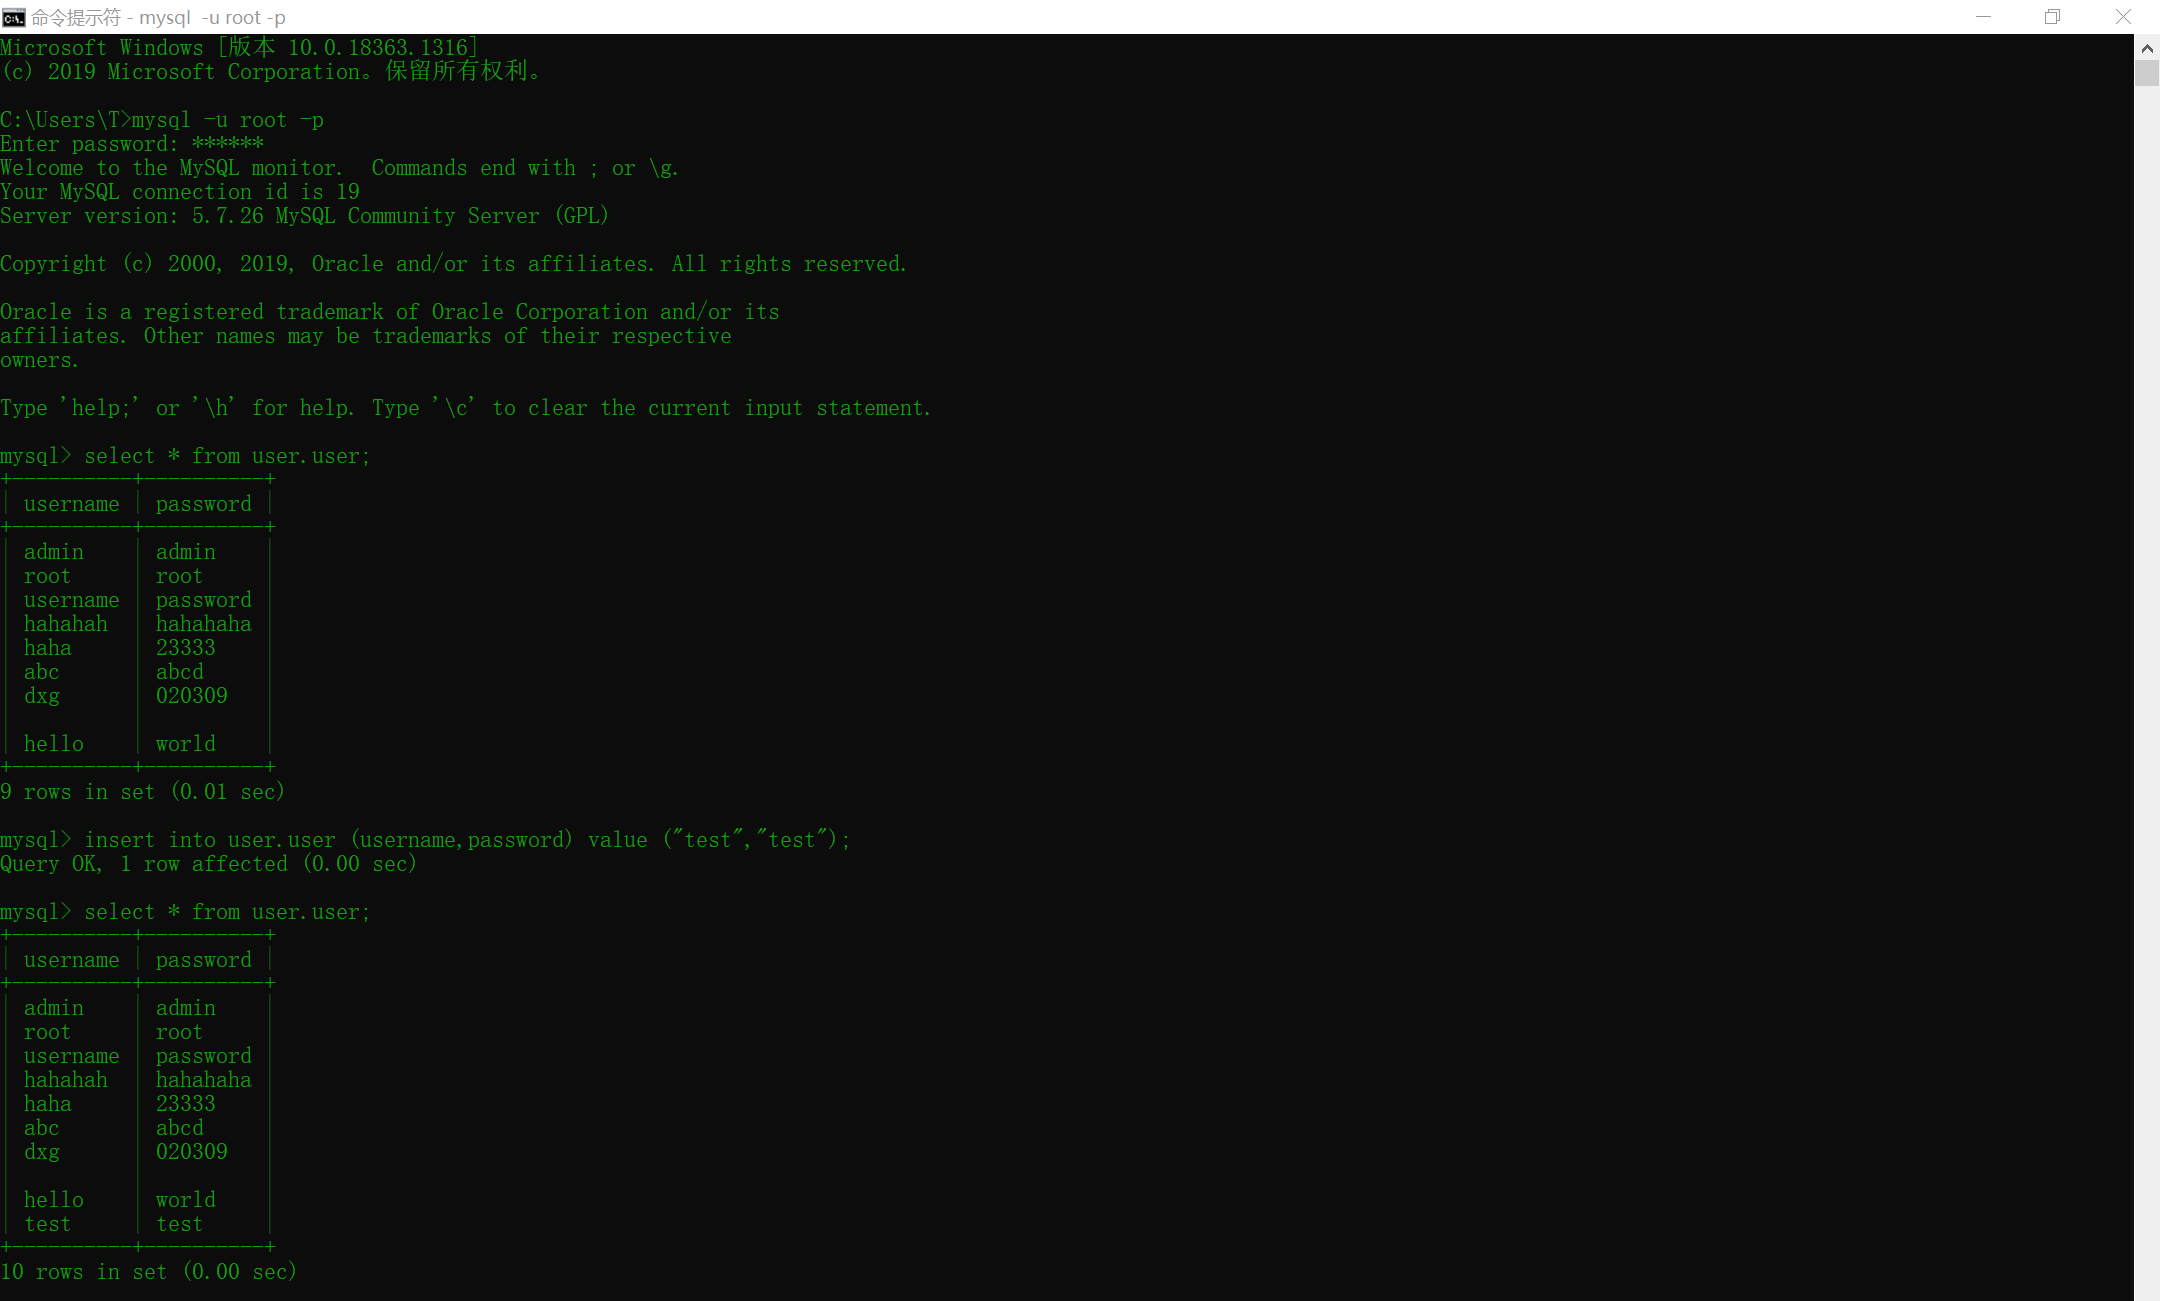 命令提示符 - mysql  -u root -p
Microsoft Windows [版本 10.0.18363.1316]
(c) 2019 Microsoft Corporation。保留所有权利。
C:\Users\T>mysql -u root -p
Enter password: ******
Welcome to the MySQL monitor.  Commands end with ; or \g.
Your MySQL connection id is 19
Server version: 5.7.26 MySQL Community Server (GPL)
Copyright (c) 2000, 2019, Oracle and/or its affiliates. All rights reserved.
Oracle is a registered trademark of Oracle Corporation and/or its
affiliates. Other names may be trademarks of their respective
owners.
Type 'help;' or '\h' for help. Type '\c' to clear the current input statement.
mysql> select * from user.user;
+----------+----------+
| username | password |
+----------+----------+
| admin    | admin    |
| root     | root     |
| username | password |
| hahahah  | hahahaha |
| haha     | 23333    |
| abc      | abcd     |
| dxg      | 020309   |
|          |          |
| hello    | world    |
+----------+----------+
9 rows in set (0.01 sec)
mysql> insert into user.user (username,password) value ("test","test");
Query OK, 1 row affected (0.00 sec)
mysql> select * from user.user;
+----------+----------+
| username | password |
+----------+----------+
| admin    | admin    |
| root     | root     |
| username | password |
| hahahah  | hahahaha |
| haha     | 23333    |
| abc      | abcd     |
| dxg      | 020309   |
|          |          |
| hello    | world    |
| test     | test     |
+----------+----------+
10 rows in set (0.00 sec)